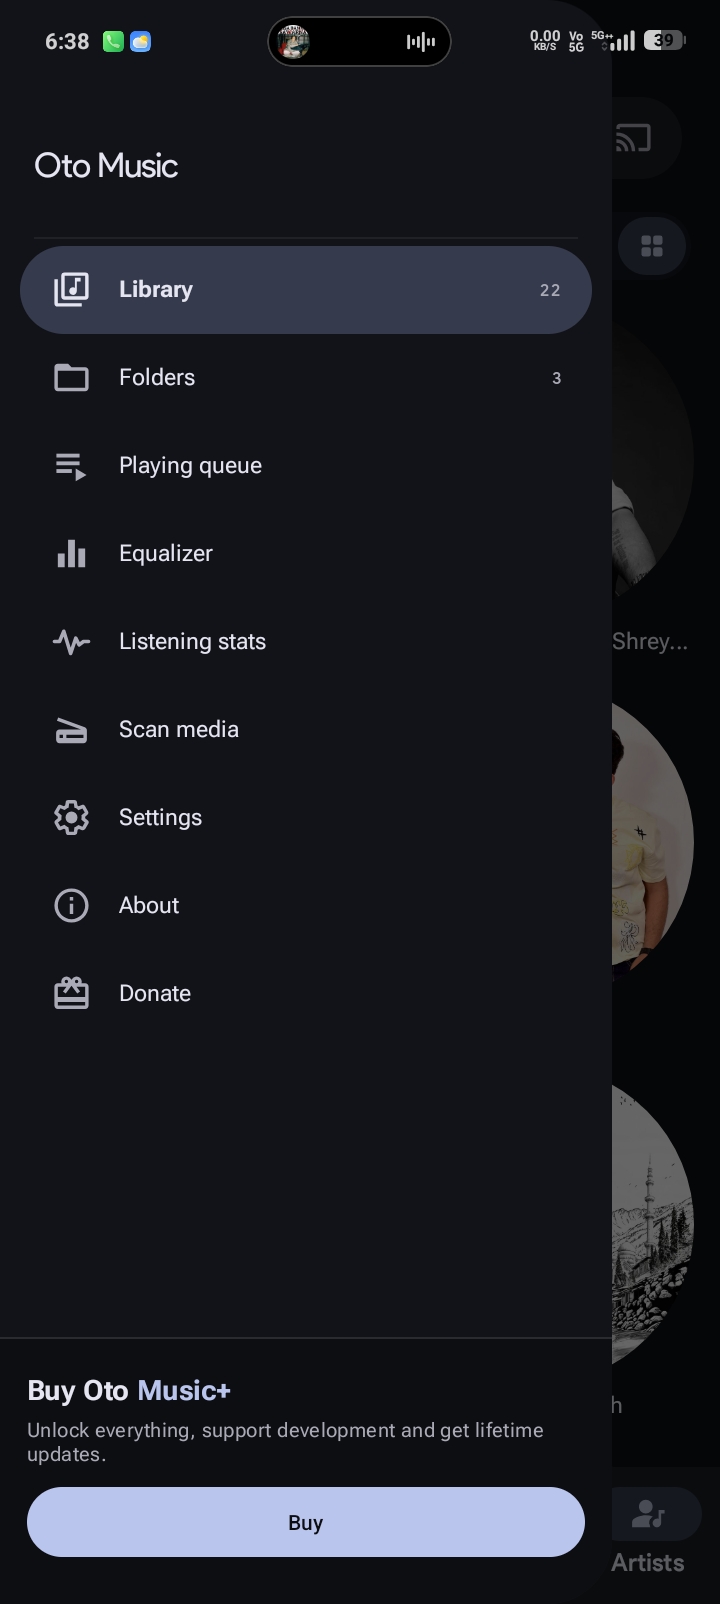 6:38
0.00 KB/S Vo 5G 5G++ 39
Oto Music
Library 22
Folders 3
Playing queue
Equalizer
Listening stats
Shrey...
Scan media
Settings
About
Donate
Buy Oto Music+
Unlock everything, support development and get lifetime
updates.
h
Buy
Artists